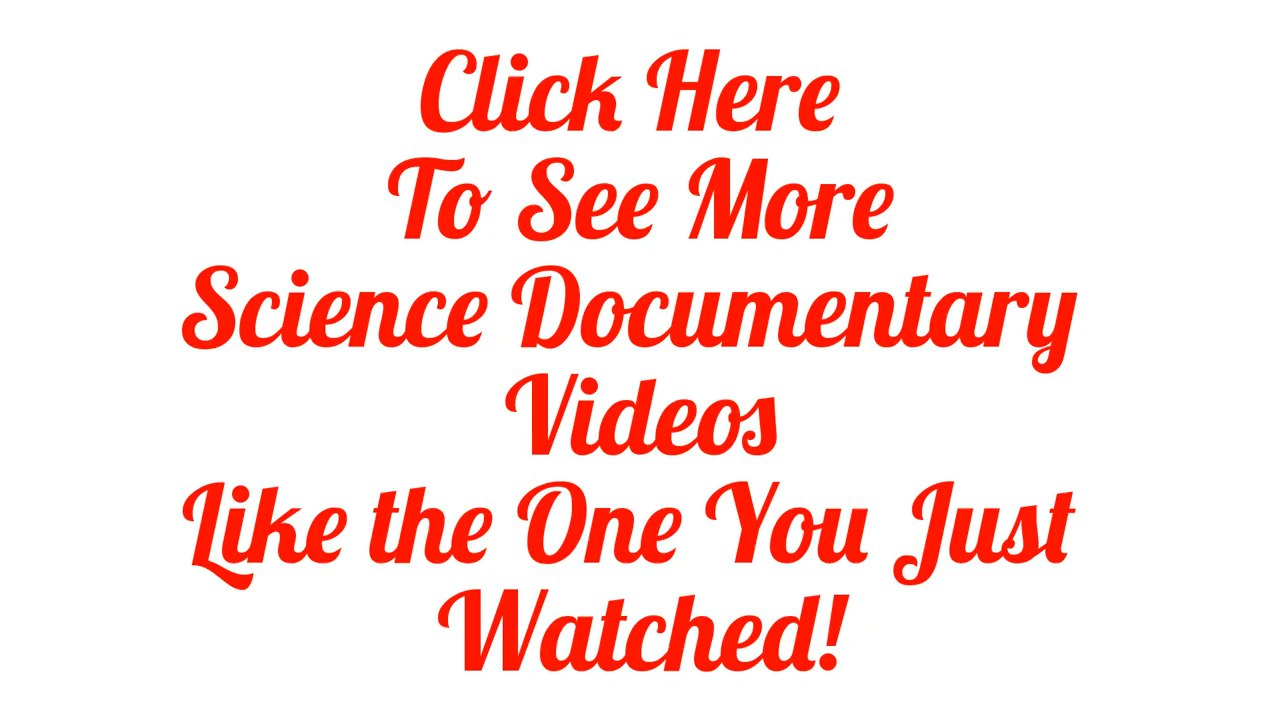 Click Here
To See More
Science Documentary
Videos
Like the One You Just
Watched!